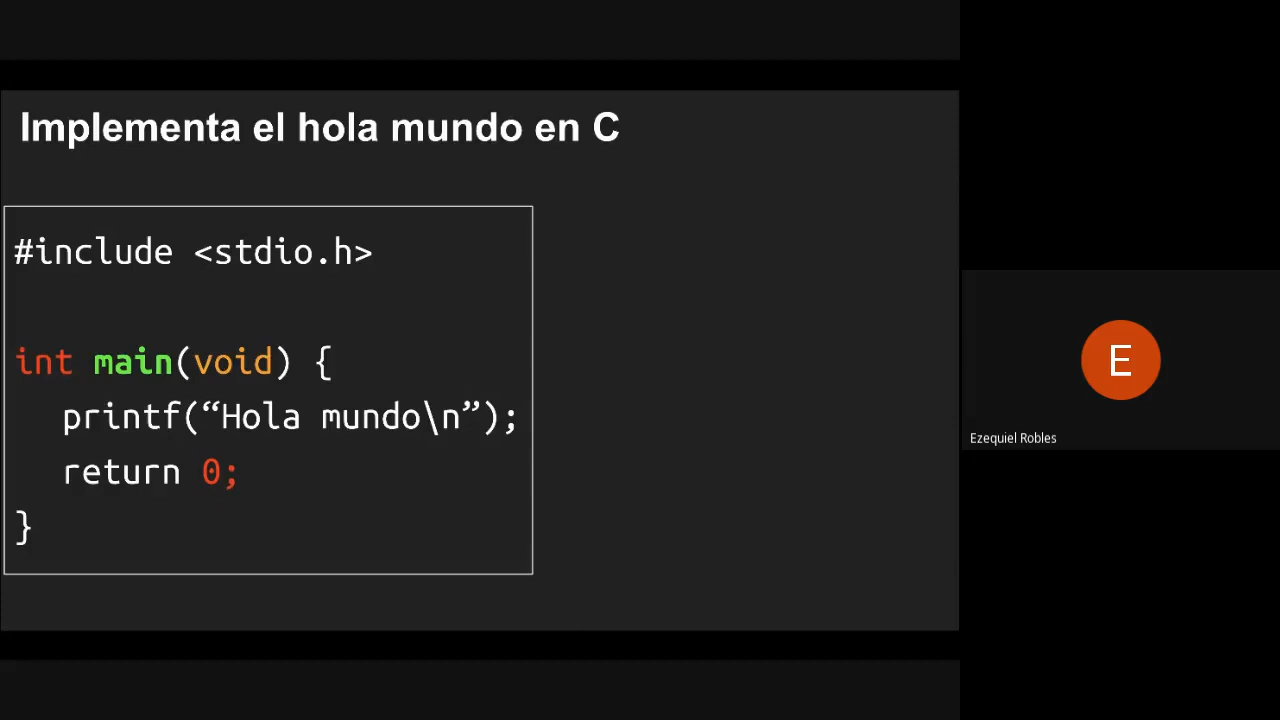 Implementa el hola mundo en C
#include <stdio.h>
int main(void) {
printf(“Hola mundo\n”);
return 0;
}
E
Ezequiel Robles